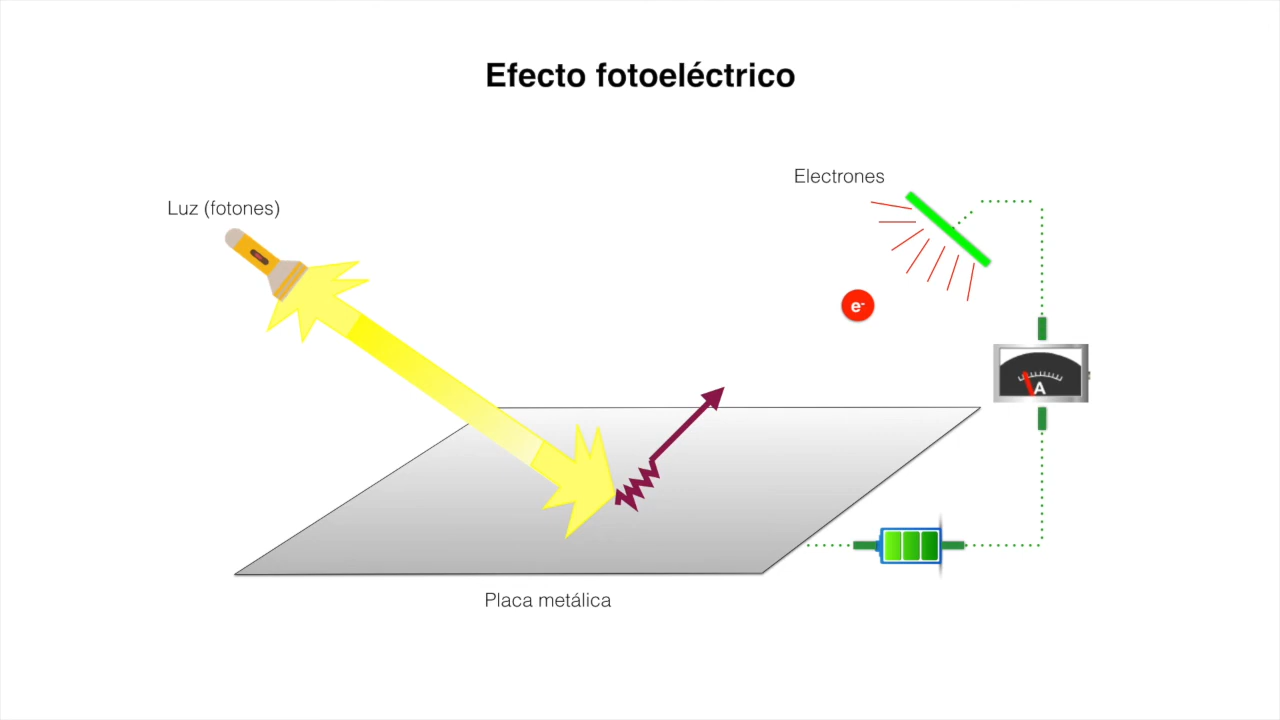 Efecto fotoeléctrico
Electrones
Luz (fotones)
e-
A
Placa metálica